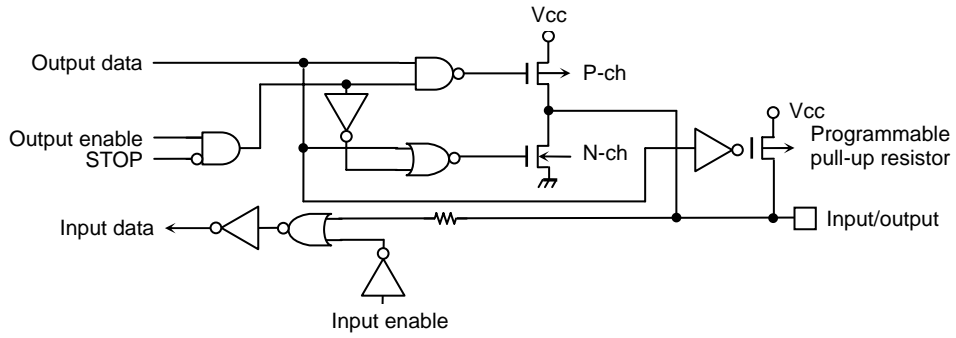 Vcc
Output data
P-ch
Vcc
Output enable
STOP
N-ch
Programmable
pull-up resistor
Input data
Input/output
Input enable